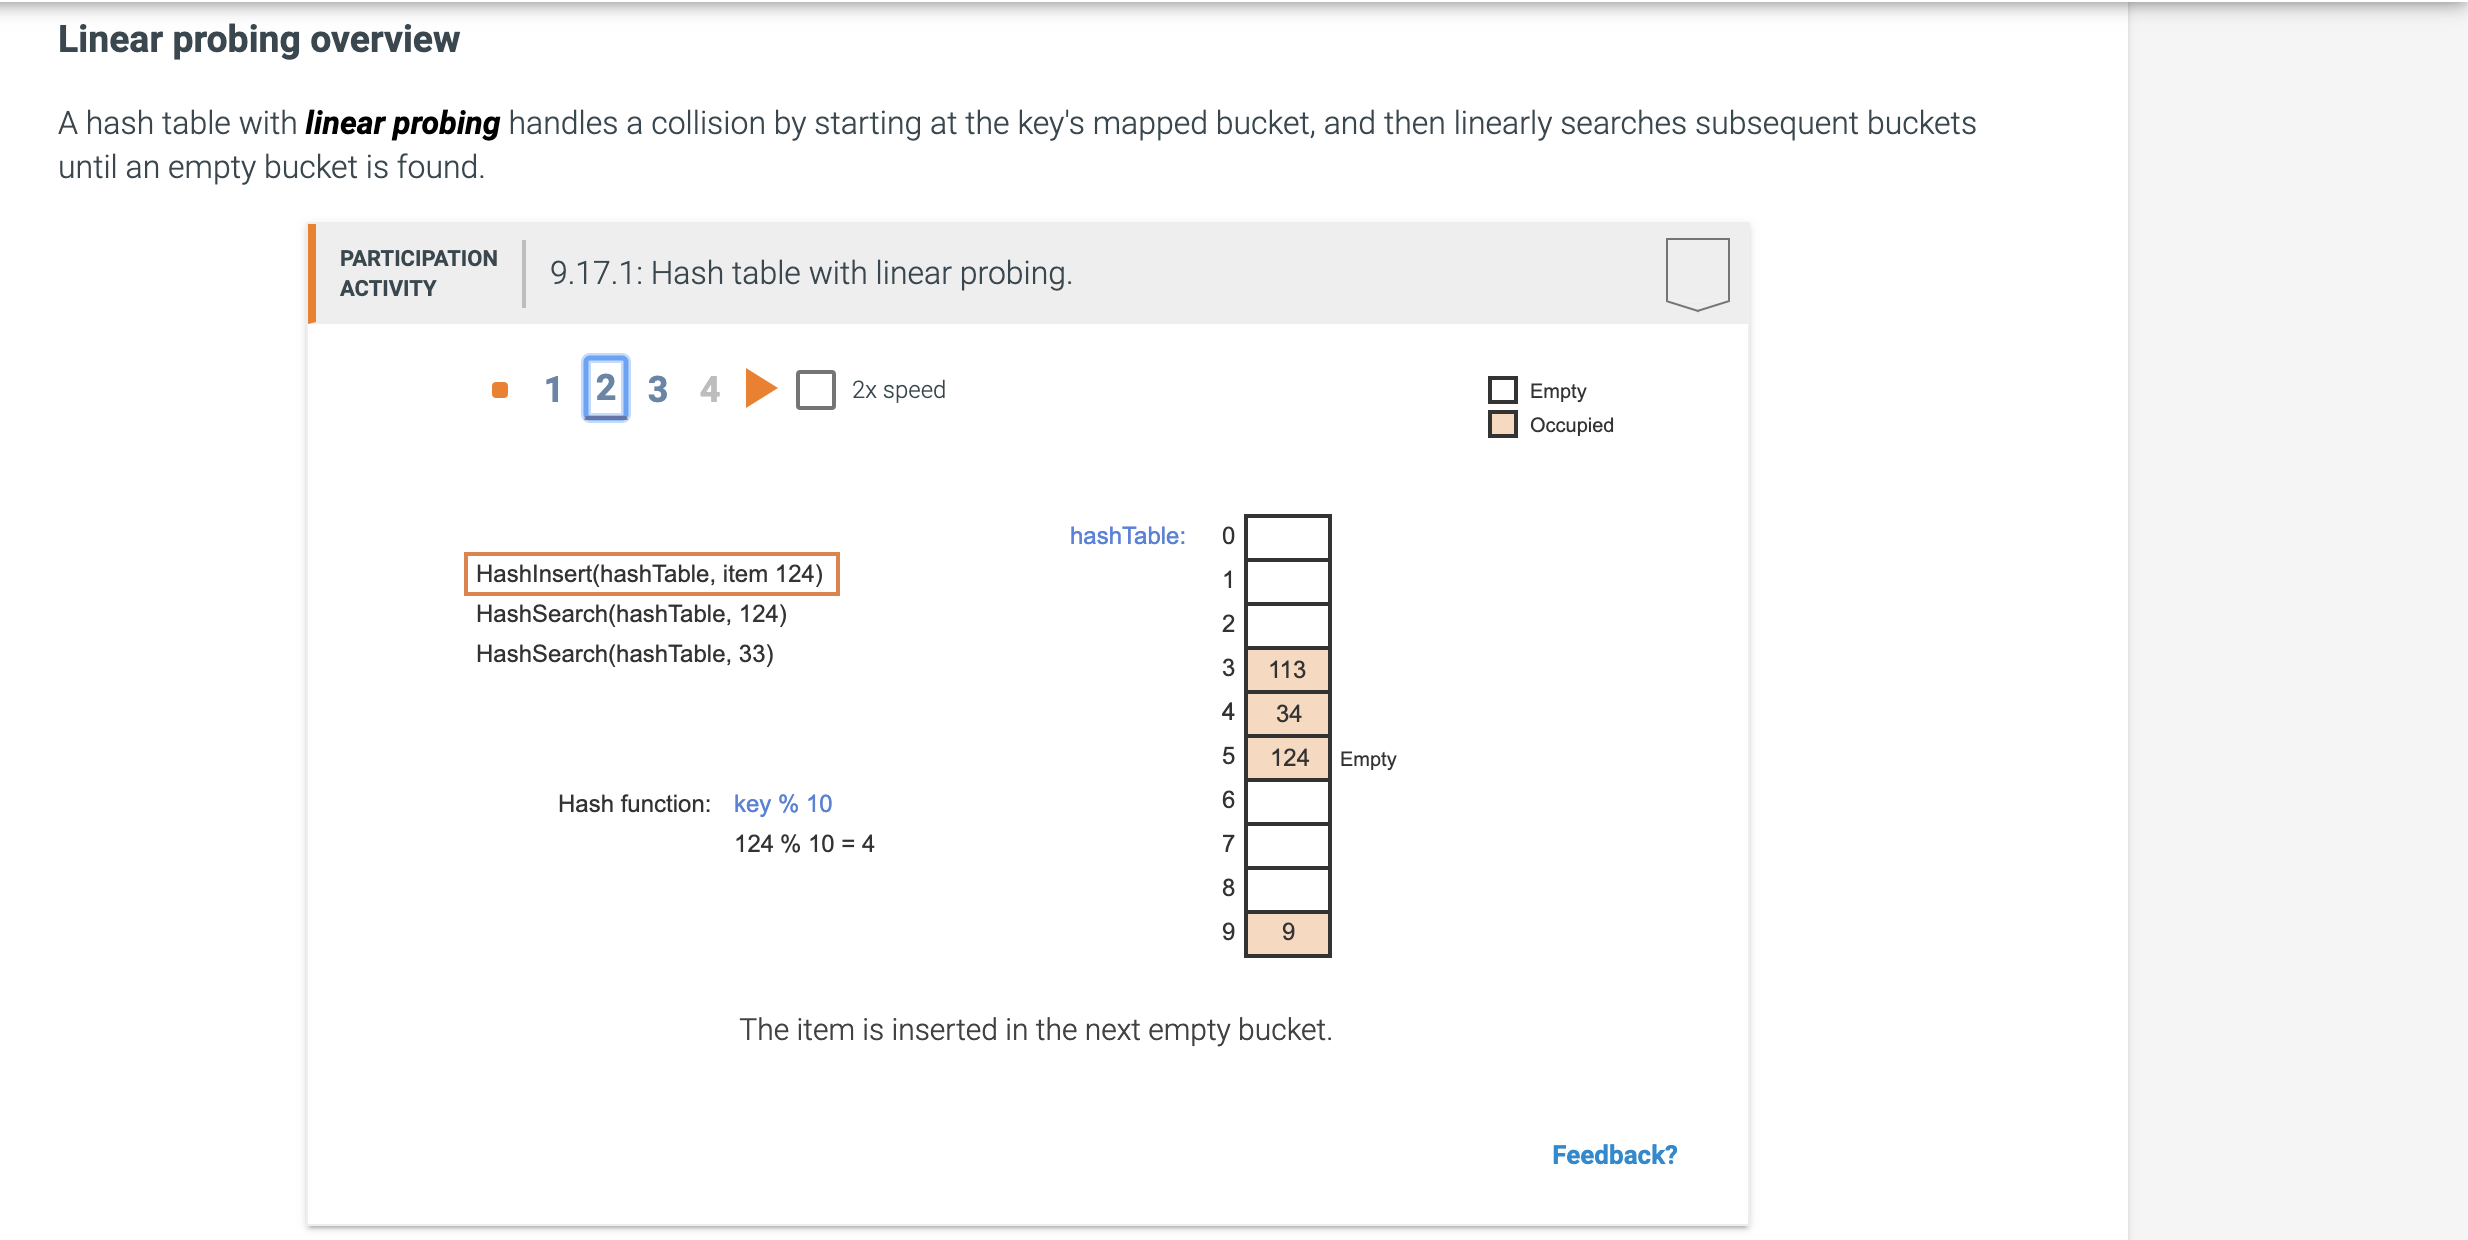 Linear probing overview
A hash table with linear probing handles a collision by starting at the key's mapped bucket, and then linearly searches subsequent buckets
until an empty bucket is found.
PARTICIPATION
ACTIVITY
9.17.1: Hash table with linear probing.
1 2 3 4 2x speed
Empty
Occupied
HashInsert(hashTable, item 124)
HashSearch(hashTable, 124)
HashSearch(hashTable, 33)
Hash function: key % 10
124 % 10 = 4
hashTable: 0
1
2
3 113
4 34
5 124 Empty
6
7
8
9 9
The item is inserted in the next empty bucket.
Feedback?